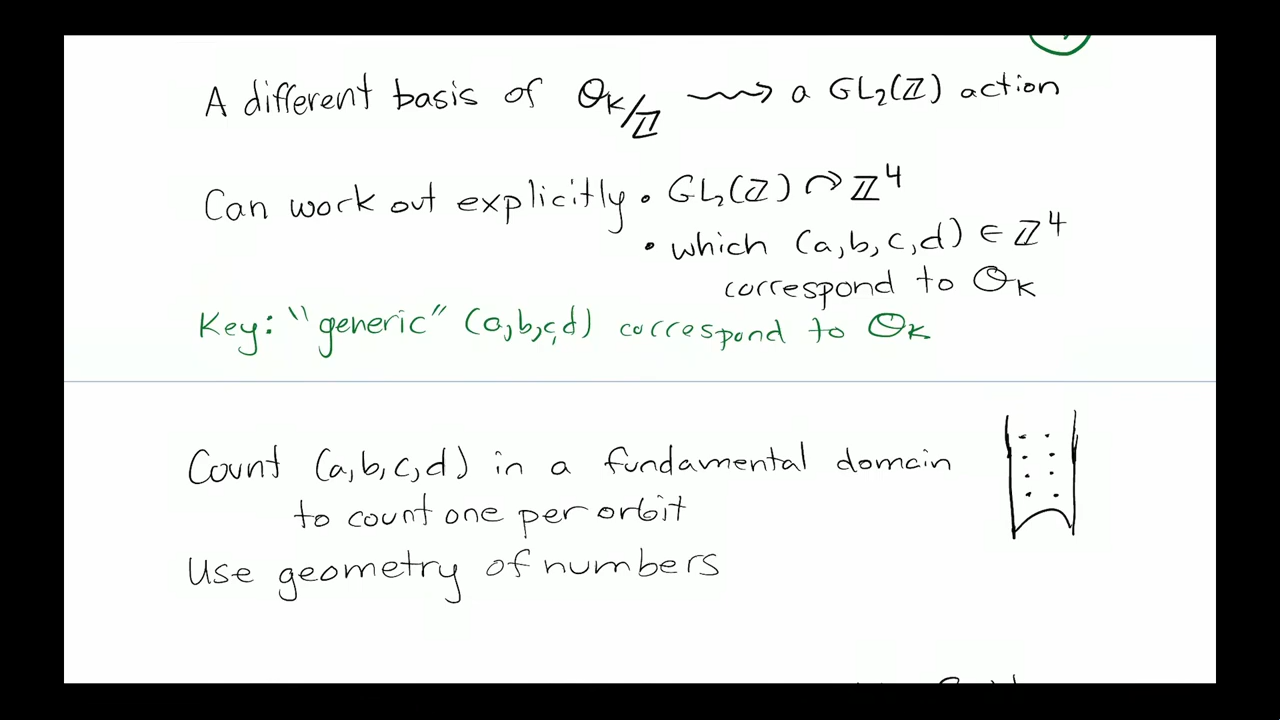 A different basis of 𝒪_K/ℤ ⇝ a GL₂(ℤ) action
Can work out explicitly • GL₂(ℤ) ↷ ℤ⁴
• which (a,b,c,d) ∈ ℤ⁴
correspond to 𝒪_K
Key: "generic" (a,b,c,d) correspond to 𝒪_K
Count (a,b,c,d) in a fundamental domain
to count one per orbit
Use geometry of numbers